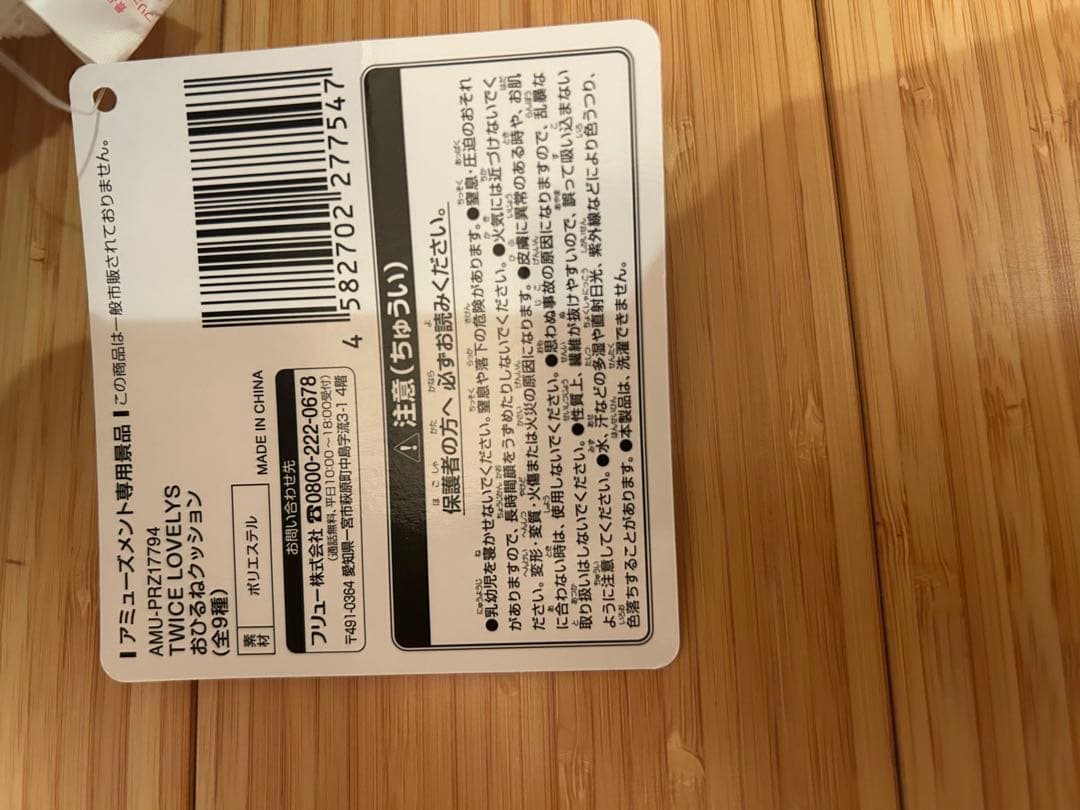 アミューズメント専用景品 この商品は一般市販されておりません。
AMU-PRZ17794
TWICE LOVELYS
おひるねクッション
(全9種)
素材 ポリエステル MADE IN CHINA
4 582702 277547
お問い合わせ先
フリュー株式会社 ☎0800-222-0678
(通話無料、平日10:00~18:00受付)
〒491-0364 愛知県一宮市萩原町中島字流3-1 4階
⚠ 注意(ちゅうい)
保護者の方へ 必ずお読みください。
●乳幼児を寝かせないでください。窒息や落下の危険があります。●窒息・圧迫のおそれ
がありますので、長時間顔をうずめたりしないでください。●火気には近づけないでく
ださい。変形・変質・火傷または火災の原因になります。●皮膚に異常のある時や、お肌
に合わない時は、使用しないでください。●思わぬ事故の原因になりますので、乱暴な
取り扱いはしないでください。●性質上、繊維が抜けやすいので、誤って吸い込まない
ように注意してください。●水、汗などの多湿や直射日光、紫外線などにより色うつり、
色落ちすることがあります。●本製品は、洗濯できません。